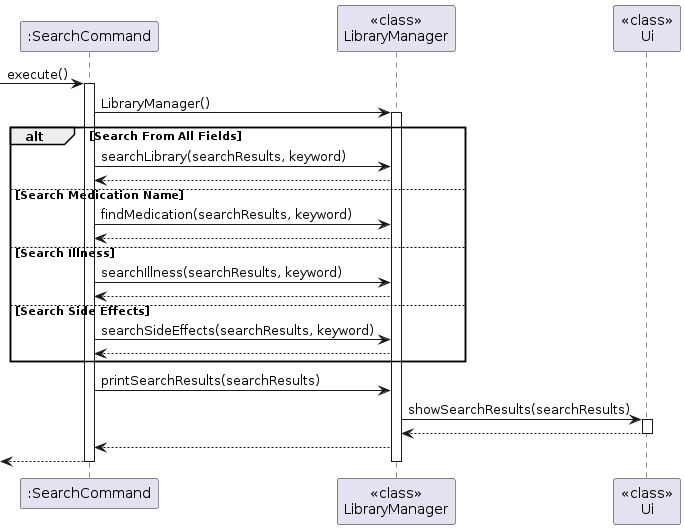 :SearchCommand
«class»
LibraryManager
«class»
Ui
execute()
LibraryManager()
alt
[Search From All Fields]
searchLibrary(searchResults, keyword)
[Search Medication Name]
findMedication(searchResults, keyword)
[Search Illness]
searchIllness(searchResults, keyword)
[Search Side Effects]
searchSideEffects(searchResults, keyword)
printSearchResults(searchResults)
showSearchResults(searchResults)
:SearchCommand
«class»
LibraryManager
«class»
Ui